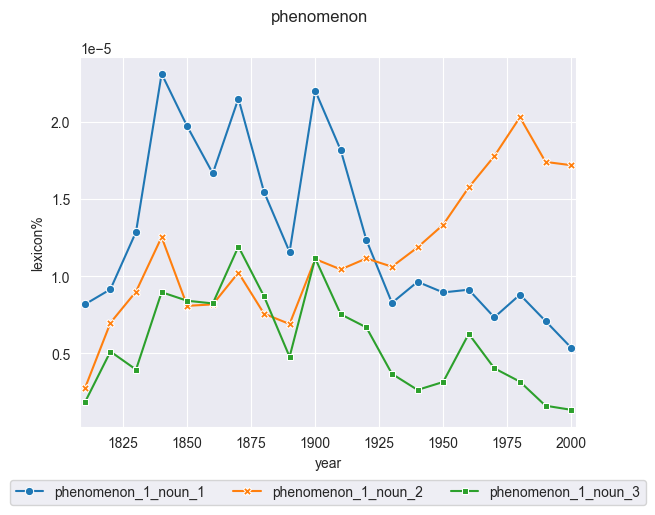 phenomenon
1e−5
2.0
1.5
1.0
0.5
lexicon%
1825 1850 1875 1900 1925 1950 1975 2000
year
phenomenon_1_noun_1 phenomenon_1_noun_2 phenomenon_1_noun_3